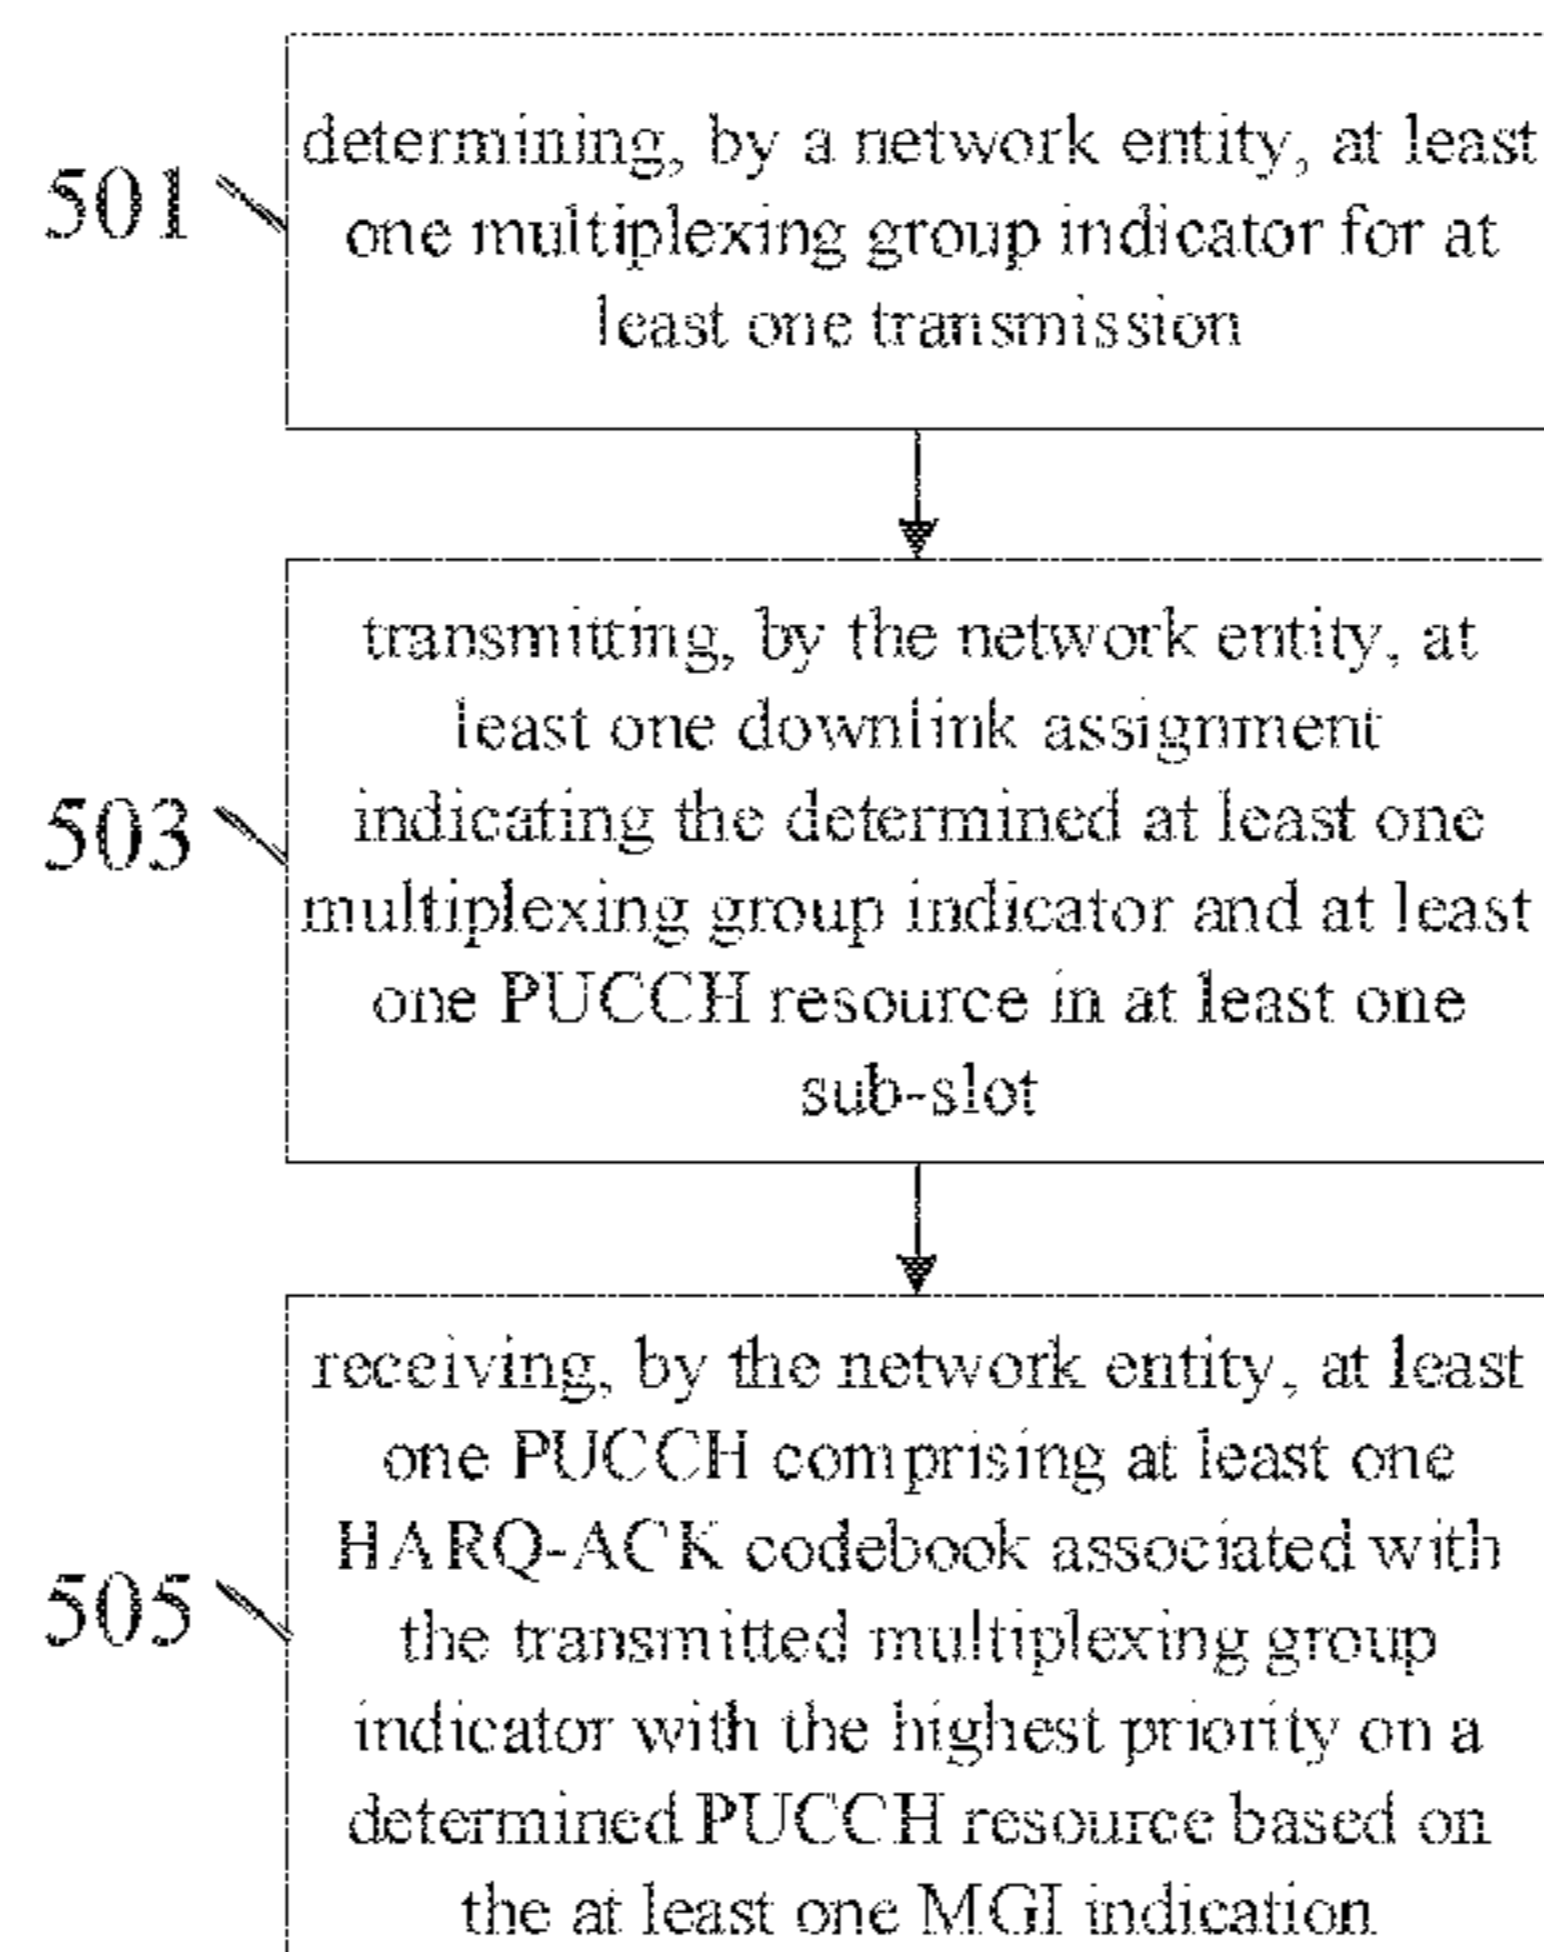 501
determining, by a network entity, at least
one multiplexing group indicator for at
least one transmission
503
transmitting, by the network entity, at
least one downlink assignment
indicating the determined at least one
multiplexing group indicator and at least
one PUCCH resource in at least one
sub-slot
505
receiving, by the network entity, at least
one PUCCH comprising at least one
HARQ-ACK codebook associated with
the transmitted multiplexing group
indicator with the highest priority on a
determined PUCCH resource based on
the at least one MGI indication